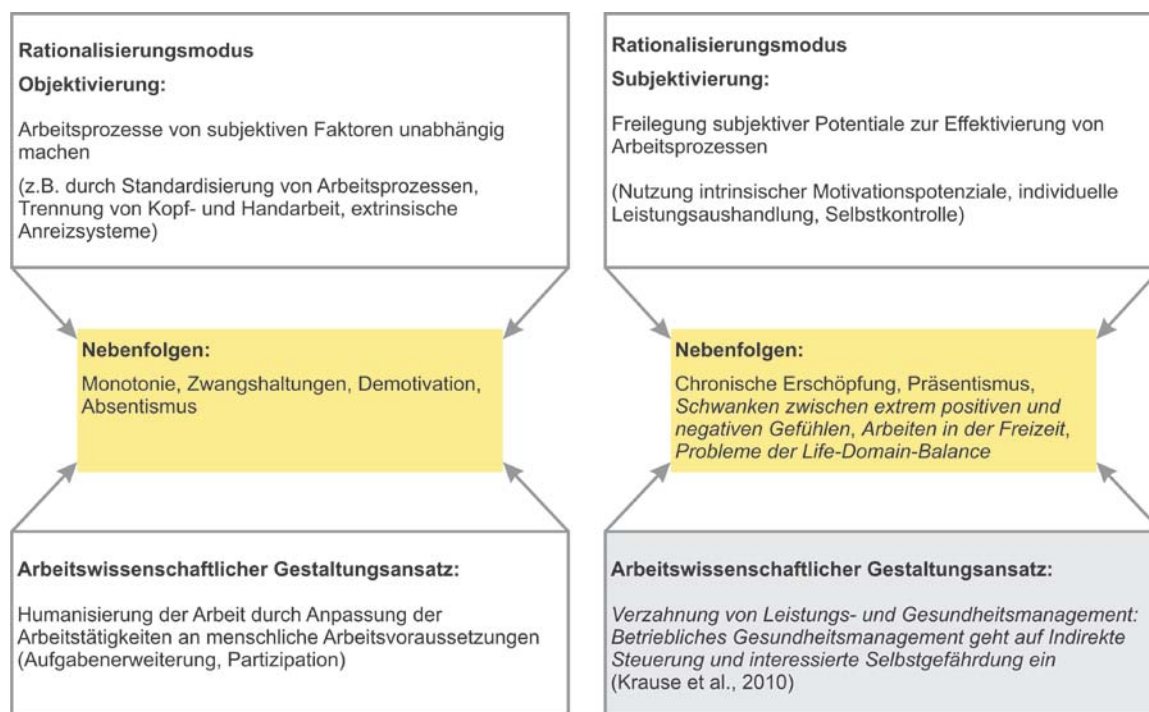 Rationalisierungsmodus
Objektivierung:
Arbeitsprozesse von subjektiven Faktoren unabhängig
machen
(z.B. durch Standardisierung von Arbeitsprozessen,
Trennung von Kopf- und Handarbeit, extrinsische
Anreizsysteme)
Nebenfolgen:
Monotonie, Zwangshaltungen, Demotivation,
Absentismus
Arbeitswissenschaftlicher Gestaltungsansatz:
Humanisierung der Arbeit durch Anpassung der
Arbeitstätigkeiten an menschliche Arbeitsvoraussetzungen
(Aufgabenerweiterung, Partizipation)
Rationalisierungsmodus
Subjektivierung:
Freilegung subjektiver Potentiale zur Effektivierung von
Arbeitsprozessen
(Nutzung intrinsischer Motivationspotenziale, individuelle
Leistungsaushandlung, Selbstkontrolle)
Nebenfolgen:
Chronische Erschöpfung, Präsentismus,
Schwanken zwischen extrem positiven und
negativen Gefühlen, Arbeiten in der Freizeit,
Probleme der Life-Domain-Balance
Arbeitswissenschaftlicher Gestaltungsansatz:
Verzahnung von Leistungs- und Gesundheitsmanagement:
Betriebliches Gesundheitsmanagement geht auf Indirekte
Steuerung und interessierte Selbstgefährdung ein
(Krause et al., 2010)